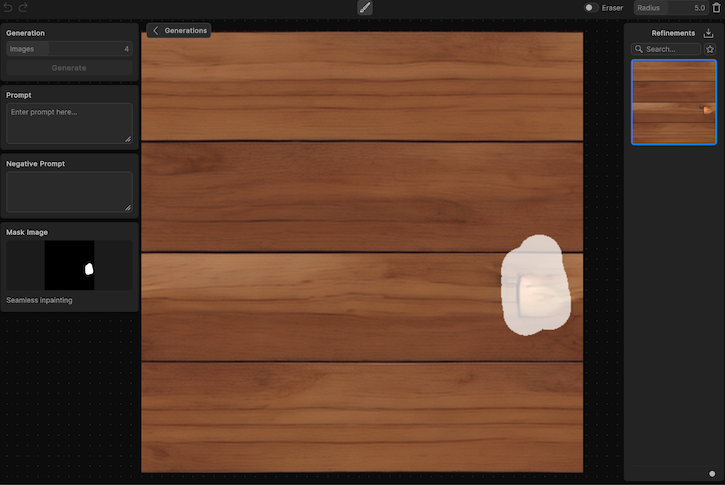 Eraser
Radius 5.0
Generation
Images 4
Generate
Prompt
Enter prompt here...
Negative Prompt
Mask Image
Seamless inpainting
Generations
Refinements
Search...